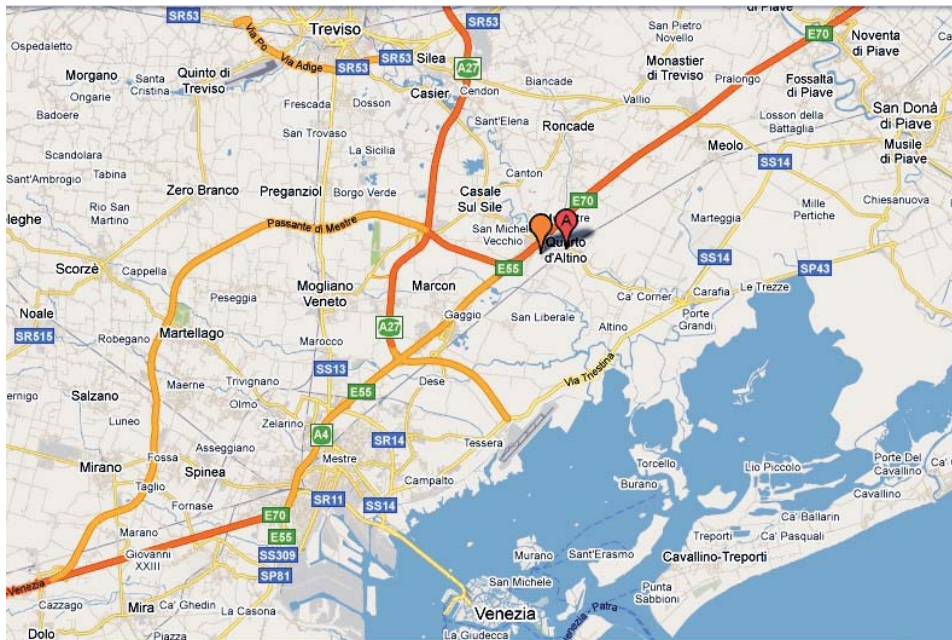 SR53
Treviso
SR53
E70
di Piave
Noventa
di Piave
Ospedaletto
Via Po
Via Adige
SR53
SR53
Silea
A27
San Pietro
Novello
Monastier
di Treviso
Pralongo
Fossalta
di Piave
Morgano
Santa
Cristina
Quinto di
Treviso
Ongarie
Badoere
Frescada
Dosson
Casier
Cendon
Biancade
Vallio
San Donà
di Piave
Losson della
Battaglia
Musile
di Piave
San Trovaso
Sant'Elena
Roncade
Meolo
SS14
Scandolara
Tabina
Sant'Ambrogio
La Sicilia
Canton
Zero Branco
Preganziol
Borgo Verde
Casale
Sul Sile
E70
Chiesanuova
Mille
Pertiche
Marteggia
Rio San
Martino
Passante di Mestre
San Michele
Vecchio
A
Quarto
d'Altino
Scorzè
Cappella
E55
SS14
SP43
Le Trezze
Peseggia
Mogliano
Veneto
Marcon
Ca' Corner
Carafia
Porte
Grandi
Noale
SR515
Robegano
Martellago
A27
Gaggio
San Liberale
Altino
Marocco
SS13
Via Triestina
Maerne
Trivignano
Dese
E55
Salzano
Olmo
Zelarino
Luneo
A4
SR14
Tessera
Asseggiano
Mirano
Fossa
Spinea
Mestre
Campalto
Torcello
Burano
Lio Piccolo
Porte Del
Cavallino
Cavallino
Taglio
Fornase
SR11
SS14
E70
E55
Marano
Giovanni
XXIII
SS309
SP81
Ca' Ballarin
Treporti
Ca' Pasquali
Murano
Sant'Erasmo
Cavallino-Treporti
Venezia
San Michele
Punta
Sabbioni
Cazzago
Mira
Ca' Ghedin
La Casona
Venezia
Dolo
Piazza
La Giudecca
Venezia - Patra